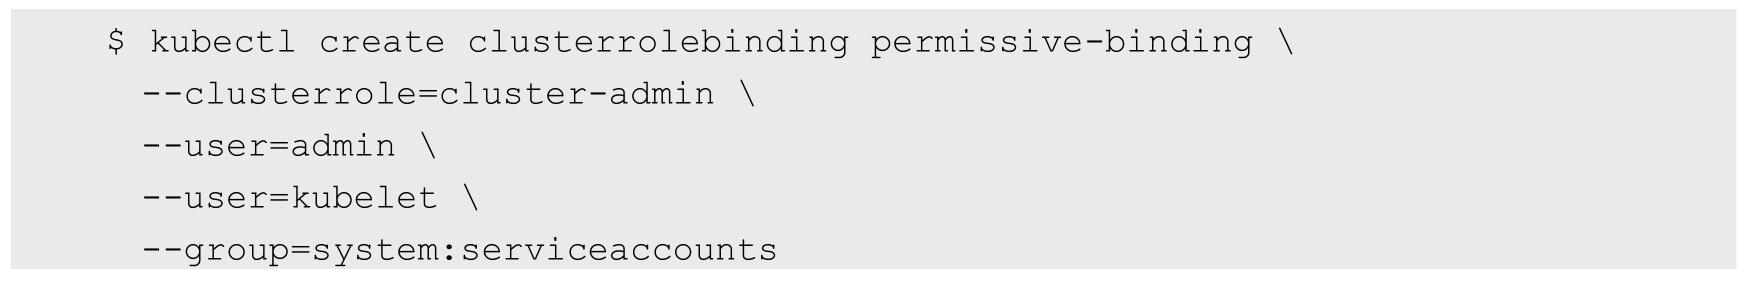 $ kubectl create clusterrolebinding permissive-binding \
--clusterrole=cluster-admin \
--user=admin \
--user=kubelet \
--group=system:serviceaccounts